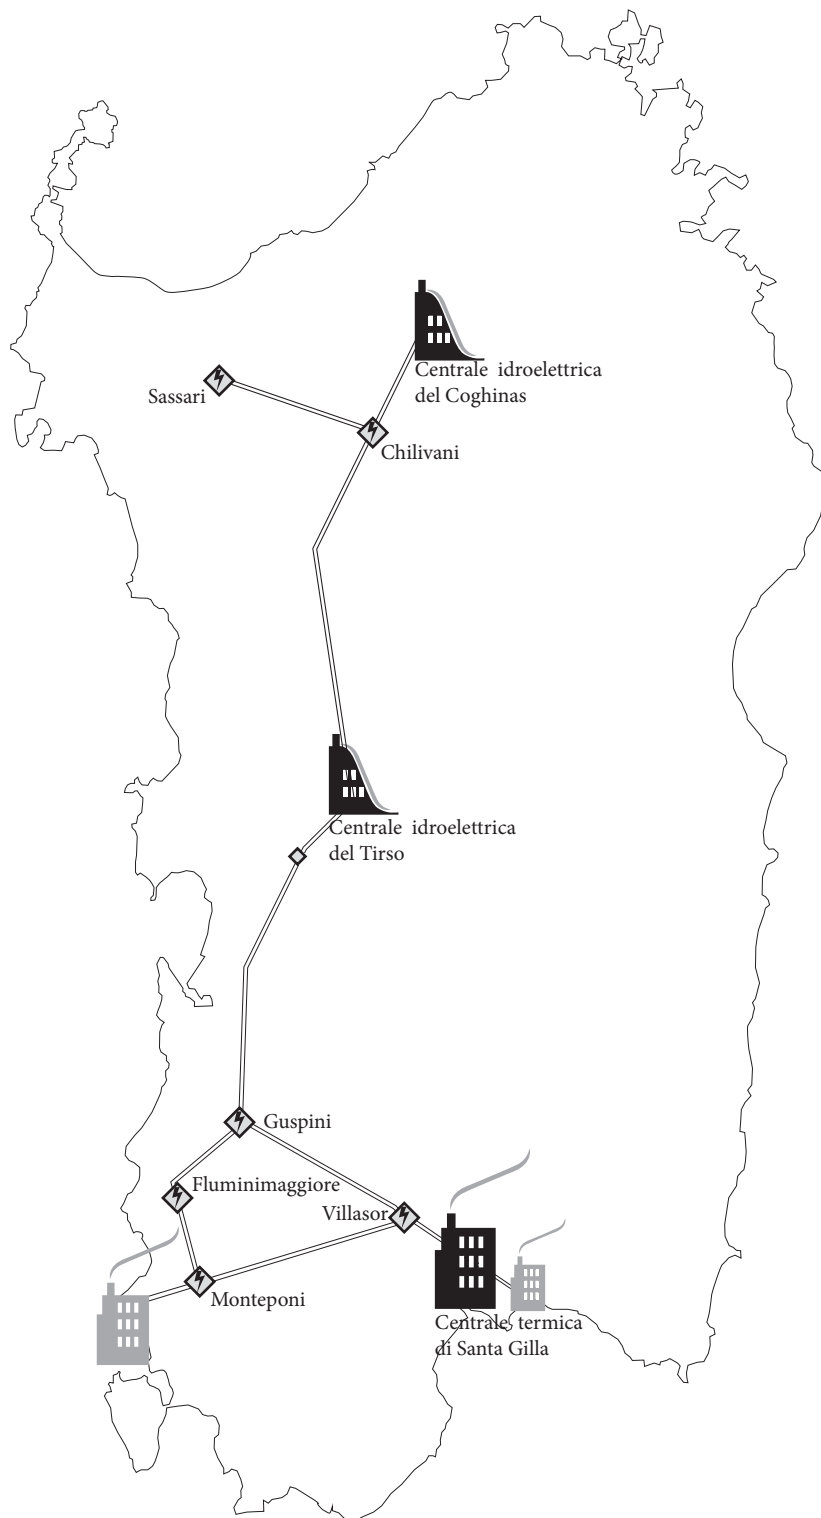 Centrale idroelettrica
del Coghinas
Sassari
Chilivani
Centrale idroelettrica
del Tirso
Guspini
Fluminimaggiore
Villasor
Monteponi
Centrale termica
di Santa Gilla